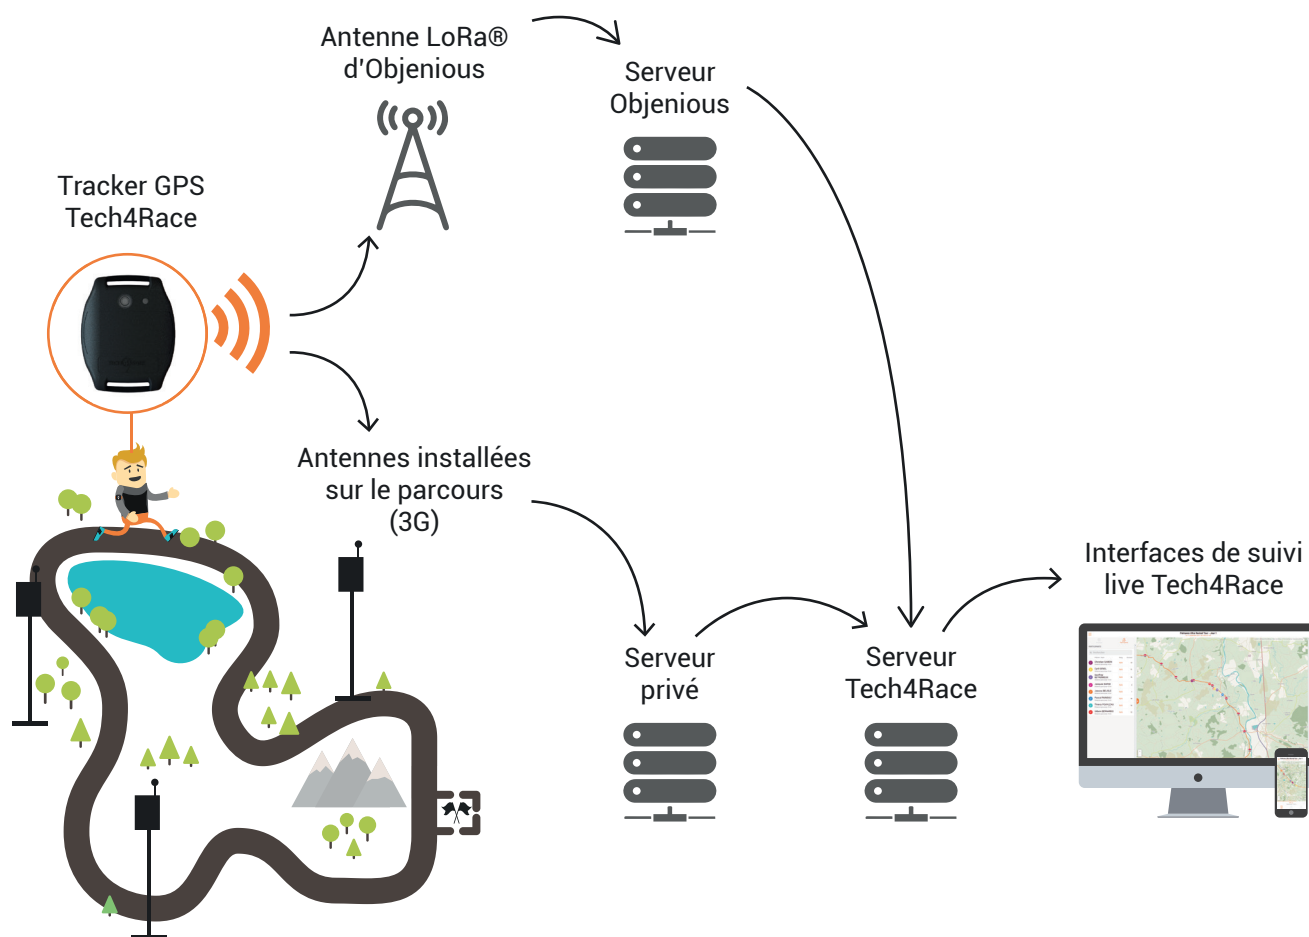 Antenne LoRa®
d'Objenious
Serveur
Objenious
Tracker GPS
Tech4Race
Antennes installées
sur le parcours
(3G)
Serveur
privé
Serveur
Tech4Race
Interfaces de suivi
live Tech4Race